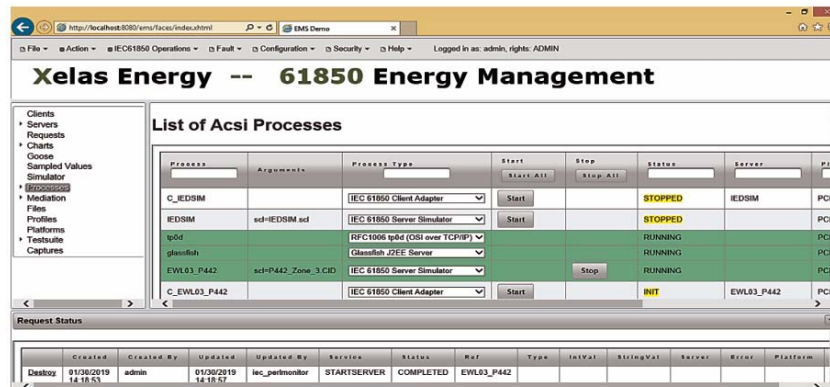 http://localhost:8080/ems/faces/index.xhtml
EMS Demo
File Action IEC61850 Operations Fault Configuration Security Help Logged in as: admin, rights: ADMIN
Xelas Energy -- 61850 Energy Management
Clients
Servers
Requests
Charts
Goose
Sampled Values
Simulator
Processes
Mediation
Files
Profiles
Platforms
Testsuite
Captures
List of Acsi Processes
Process Arguments Process Type Start Stop Status Server
Start All Stop All
C_IEDSIM IEC 61850 Client Adapter Start STOPPED IEDSIM
IEDSIM scl=IEDSIM.scl IEC 61850 Server Simulator Start STOPPED
tp0d RFC1006 tp0d (OSI over TCP/IP) RUNNING
glassfish Glassfish J2EE Server RUNNING
EWL03_P442 scl=P442_Zone_3.CID IEC 61850 Server Simulator Stop RUNNING
C_EWL03_P442 IEC 61850 Client Adapter Start INIT EWL03_P442
Request Status
Created Created By Updated Updated By Service Status Ref Type IntVal StringVal Server Error Platform
Destroy 01/30/2019 14:18:53 admin 01/30/2019 14:18:57 iec_perlmonitor STARTSERVER COMPLETED EWL03_P442